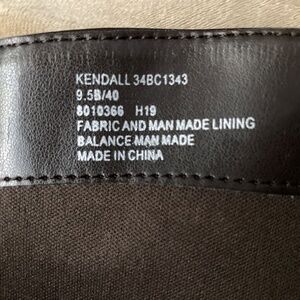 KENDALL 34BC1343
9.5B/40
8010366 H19
FABRIC AND MAN MADE LINING
BALANCE MAN MADE
MADE IN CHINA